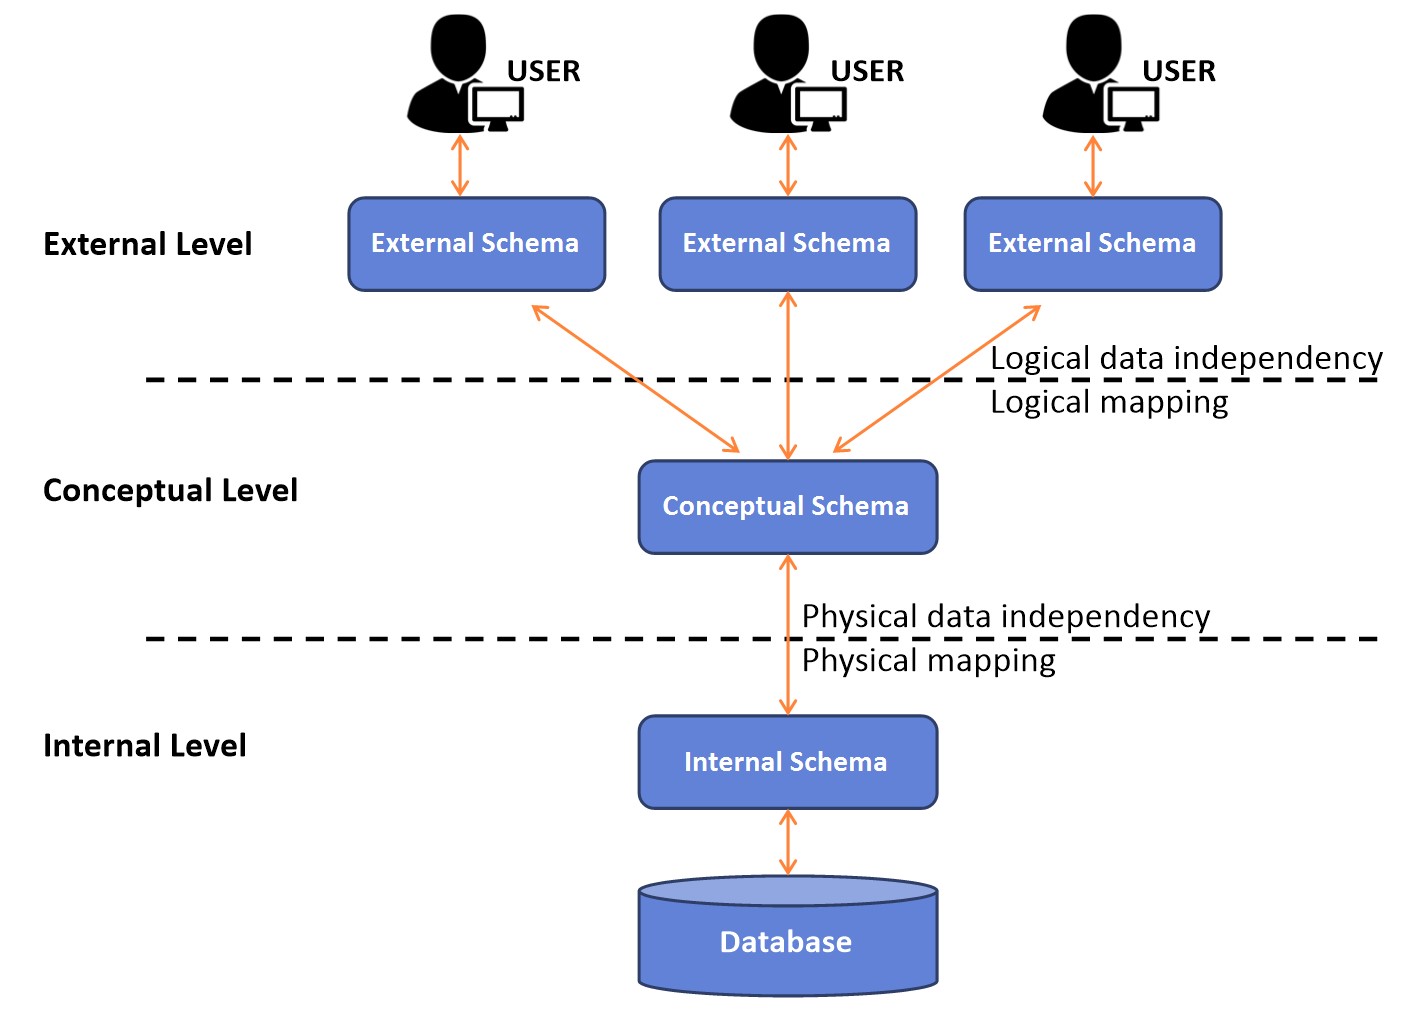 USER
USER
USER
External Level
External Schema
External Schema
External Schema
Logical data independency
Logical mapping
Conceptual Level
Conceptual Schema
Physical data independency
Physical mapping
Internal Level
Internal Schema
Database